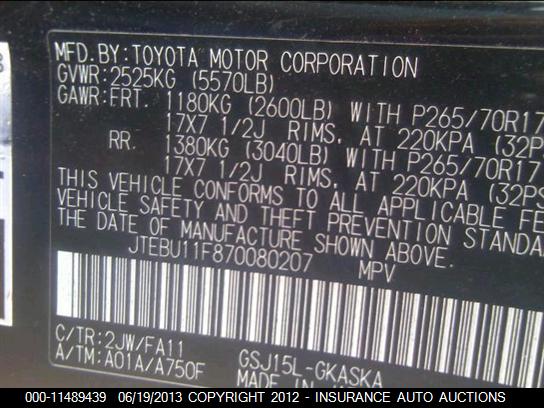 MFD.BY:TOYOTA MOTOR CORPORATION
GVWR:2525KG (5570LB)
GAWR:FRT. 1180KG (2600LB) WITH P265/70R17
17X7 1/2J RIMS, AT 220KPA (32PS
RR. 1380KG (3040LB) WITH P265/70R17
17X7 1/2J RIMS, AT 220KPA (32PS
THIS VEHICLE CONFORMS TO ALL APPLICABLE FE
VEHICLE SAFETY AND THEFT PREVENTION STANDA
THE DATE OF MANUFACTURE SHOWN ABOVE.
JTEBU11F870080207 MPV
C/TR:2JW/FA11
A/TM:A01A/A750F
GSJ15L-GKASKA
MADE IN
000-11489439 06/19/2013 COPYRIGHT 2012 - INSURANCE AUTO AUCTIONS